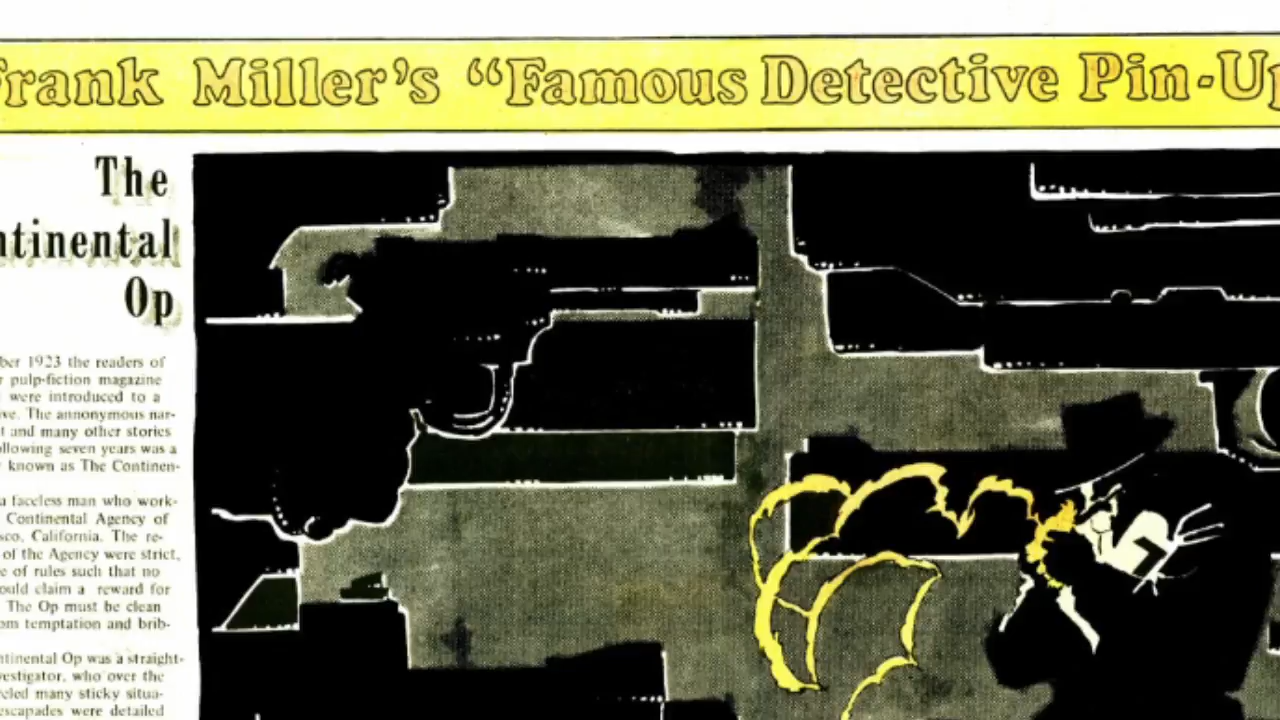 Frank Miller's “Famous Detective Pin-Up
The
ntinental
Op
ber 1923 the readers of
r pulp-fiction magazine
were introduced to a
ve. The annonymous nar-
t and many other stories
ollowing seven years was a
known as The Continen-
a faceless man who work-
Continental Agency of
sco, California. The re-
of the Agency were strict,
e of rules such that no
ould claim a reward for
The Op must be clean
om temptation and brib-
ntinental Op was a straight-
vestigator, who over the
cled many sticky situa-
escapades were detailed